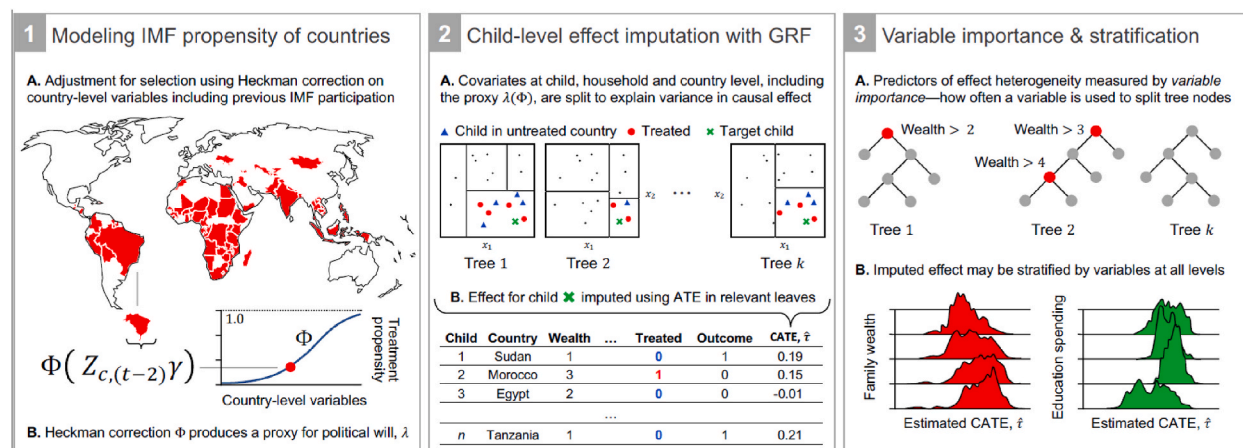 1 Modeling IMF propensity of countries
A. Adjustment for selection using Heckman correction on
country-level variables including previous IMF participation
1.0
Φ
Treatment
propensity
Φ( Z_{c,(t−2)}γ)
Country-level variables
B. Heckman correction Φ produces a proxy for political will, λ
2 Child-level effect imputation with GRF
A. Covariates at child, household and country level, including
the proxy λ(Φ), are split to explain variance in causal effect
Child in untreated country Treated Target child
x₂ ... x₂
x₁ x₁ x₁
Tree 1 Tree 2 Tree k
B. Effect for child ✖ imputed using ATE in relevant leaves
Child Country Wealth ... Treated Outcome CATE, τ̂
1 Sudan 1 0 1 0.19
2 Morocco 3 1 0 0.15
3 Egypt 2 0 0 -0.01
...
n Tanzania 1 0 1 0.21
3 Variable importance & stratification
A. Predictors of effect heterogeneity measured by variable
importance—how often a variable is used to split tree nodes
Wealth > 2 Wealth > 3
Wealth > 4
Tree 1 Tree 2 Tree k
B. Imputed effect may be stratified by variables at all levels
Family wealth
Education spending
Estimated CATE, τ̂ Estimated CATE, τ̂